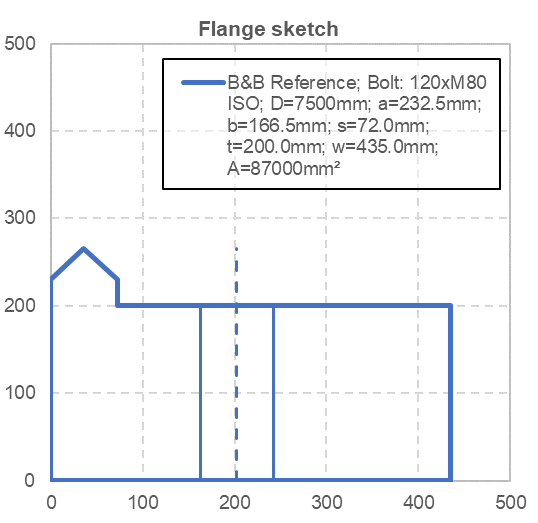 Flange sketch
500
B&B Reference; Bolt: 120xM80
ISO; D=7500mm; a=232.5mm;
400
b=166.5mm; s=72.0mm;
t=200.0mm; w=435.0mm;
A=87000mm²
300
200
100
0
0 100 200 300 400 500